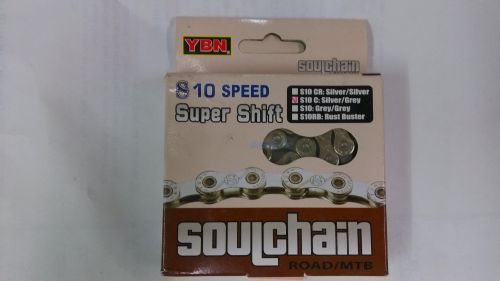 YBN
soulchain
S 10 SPEED
Super Shift
S10 CR: Silver/Silver
S10 C: Silver/Grey
S10: Grey/Grey
S10RB: Rust Buster
soulchain
ROAD/MTB